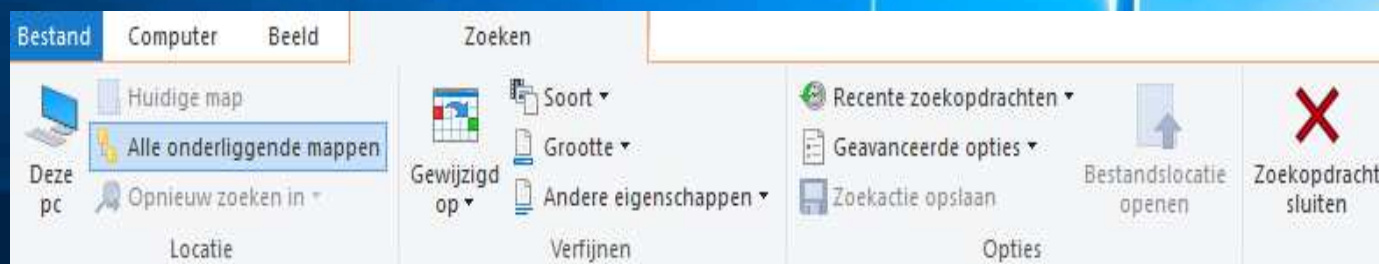 Bestand Computer Beeld Zoeken
Deze pc
Huidige map
Alle onderliggende mappen
Opnieuw zoeken in
Locatie
Gewijzigd op
Soort
Grootte
Andere eigenschappen
Verfijnen
Recente zoekopdrachten
Geavanceerde opties
Zoekactie opslaan
Bestandslocatie openen
Opties
Zoekopdracht sluiten